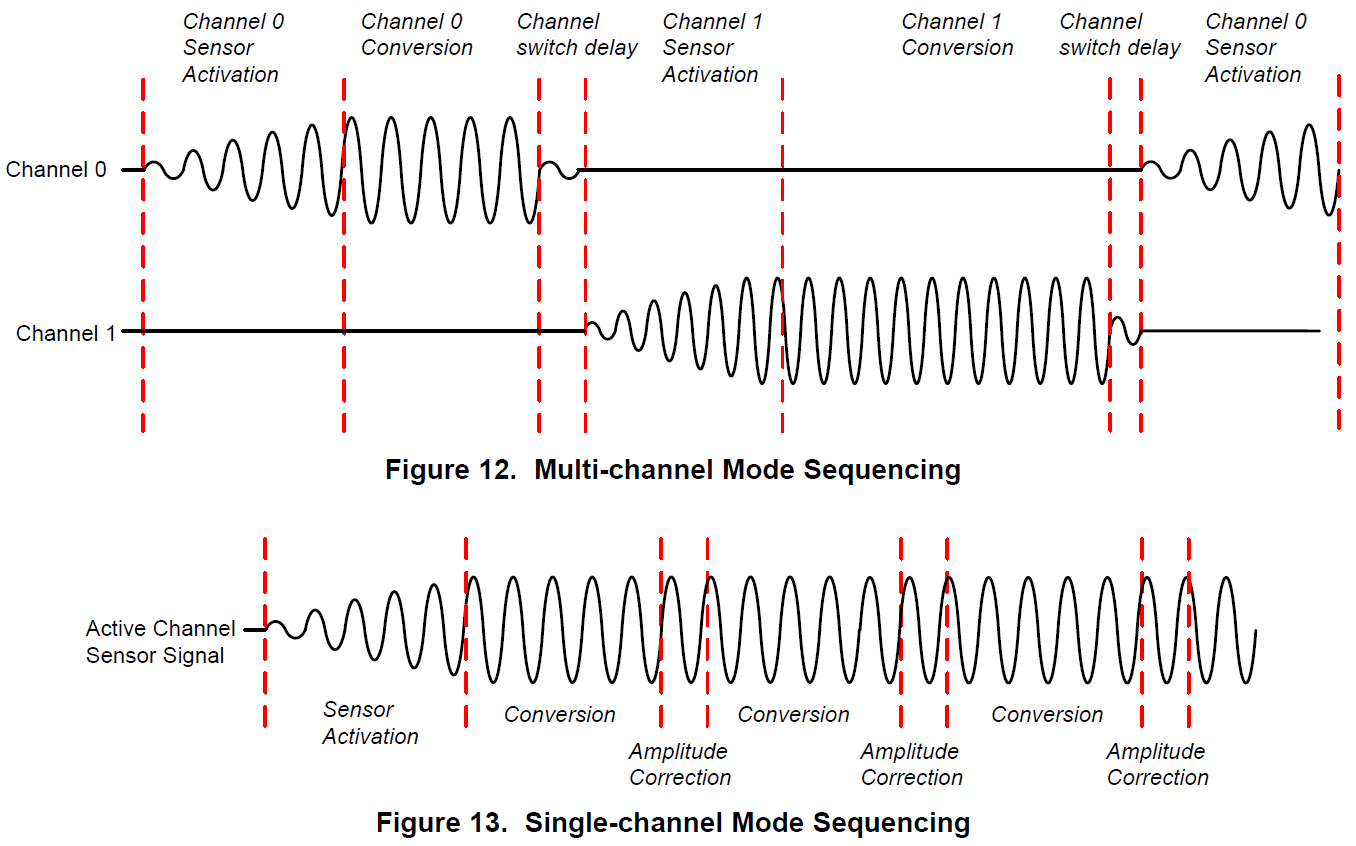 Channel 0 Sensor Activation
Channel 0 Conversion
Channel switch delay
Channel 1 Sensor Activation
Channel 1 Conversion
Channel switch delay
Channel 0 Sensor Activation
Channel 0
Channel 1
Figure 12. Multi-channel Mode Sequencing
Active Channel
Sensor Signal
Sensor
Activation
Conversion
Amplitude
Correction
Conversion
Amplitude
Correction
Conversion
Amplitude
Correction
Figure 13. Single-channel Mode Sequencing